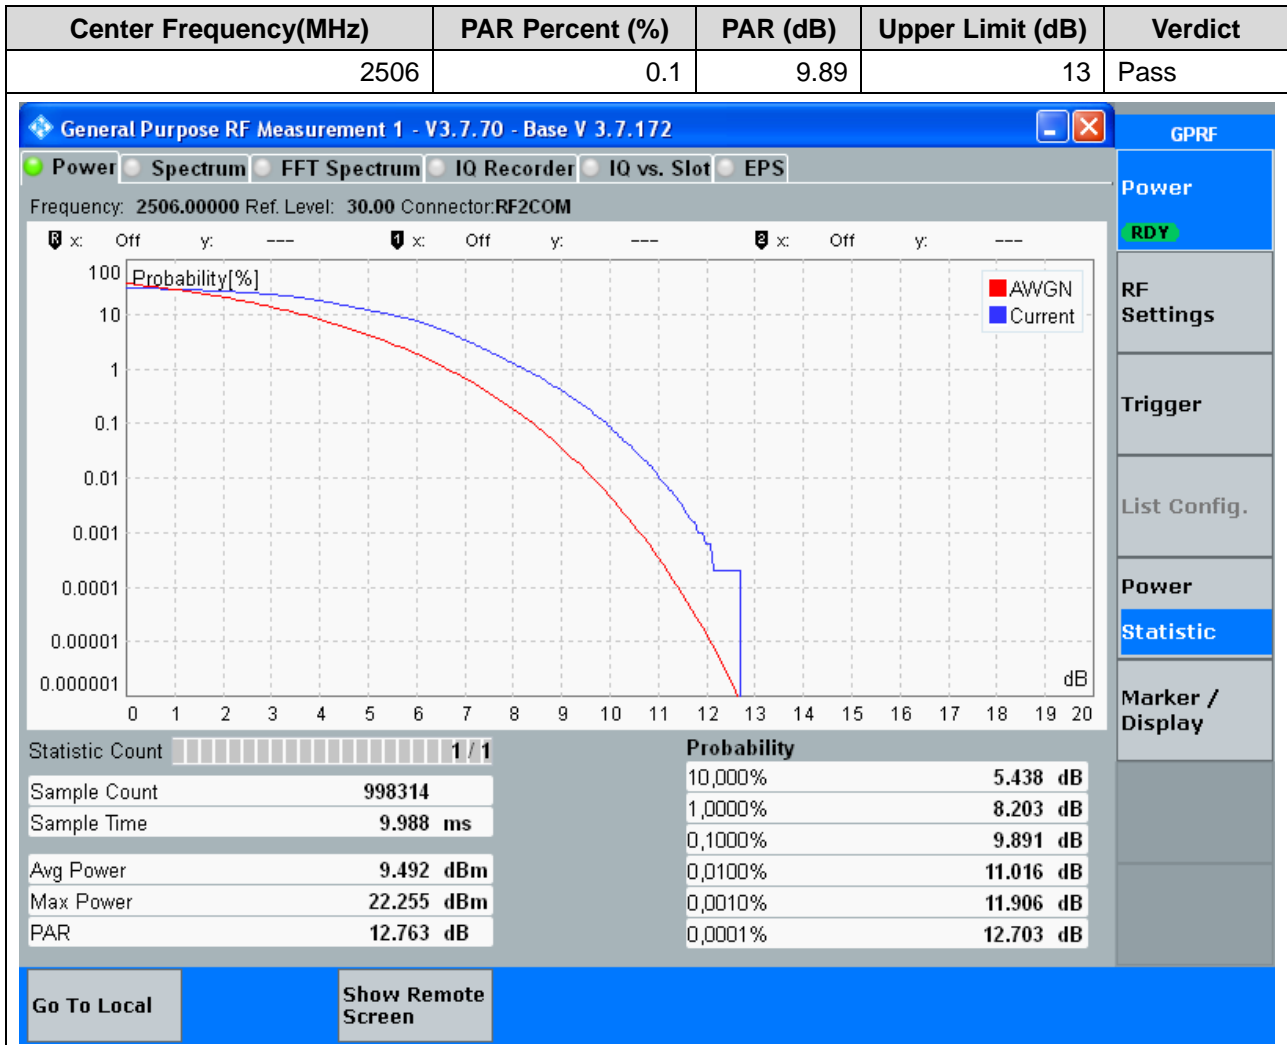 Center Frequency(MHz) PAR Percent (%) PAR (dB) Upper Limit (dB) Verdict
2506 0.1 9.89 13 Pass
General Purpose RF Measurement 1 - V3.7.70 - Base V 3.7.172
GPRF
Power Spectrum FFT Spectrum IQ Recorder IQ vs. Slot EPS
Power
RDY
Frequency: 2506.00000 Ref. Level: 30.00 Connector:RF2COM
R x: Off y: --- 1 x: Off y: --- 2 x: Off y: ---
Probability[%]
AWGN
Current
100
10
1
0.1
0.01
0.001
0.0001
0.00001
0.000001
dB
0 1 2 3 4 5 6 7 8 9 10 11 12 13 14 15 16 17 18 19 20
RF
Settings
Trigger
List Config.
Power
Statistic
Marker /
Display
Statistic Count 1 / 1
Sample Count 998314
Sample Time 9.988 ms
Avg Power 9.492 dBm
Max Power 22.255 dBm
PAR 12.763 dB
Probability
10,000% 5.438 dB
1,0000% 8.203 dB
0,1000% 9.891 dB
0,0100% 11.016 dB
0,0010% 11.906 dB
0,0001% 12.703 dB
Go To Local
Show Remote
Screen